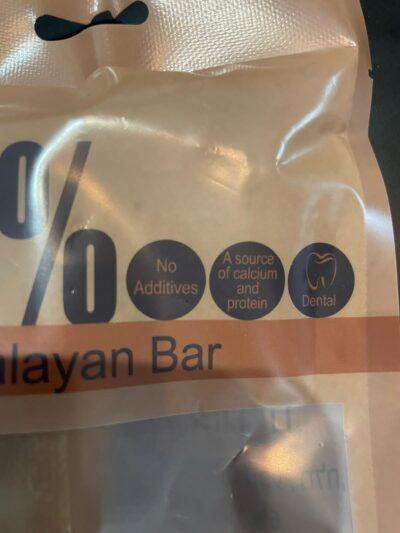 %
No
Additives
A source
of calcium
and
protein
Dental
alayan Bar